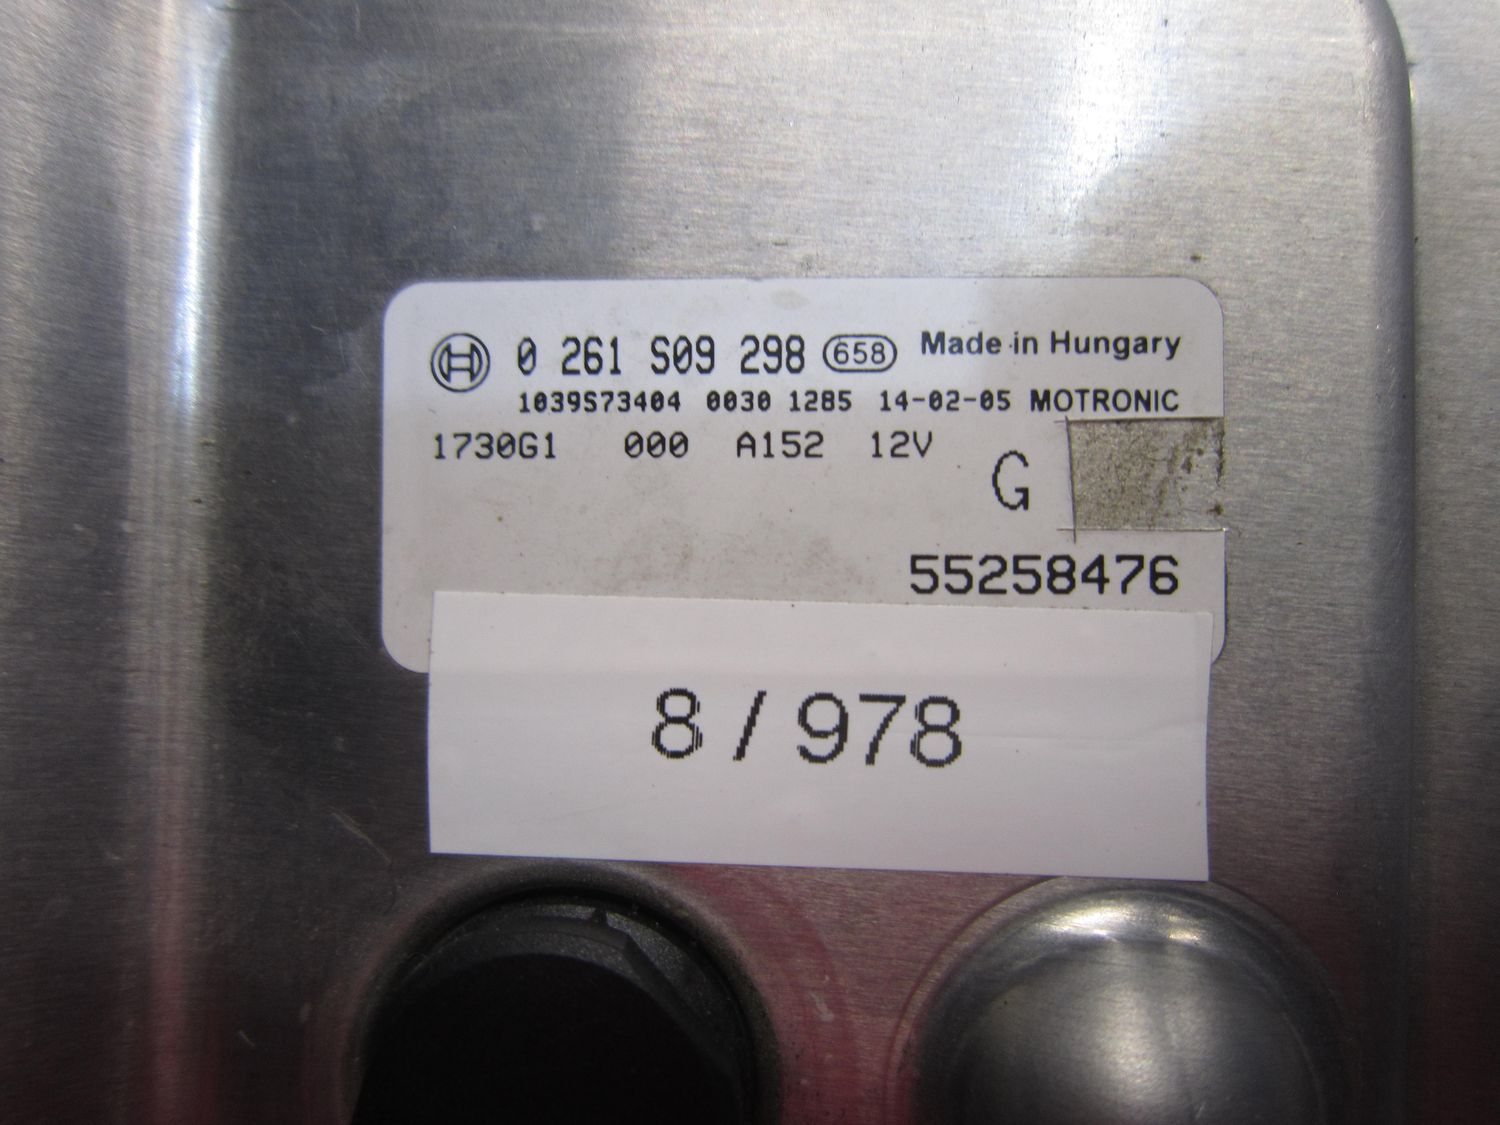 0 261 S09 298 658 Made in Hungary
1039S73404 0030 1285 14-02-05 MOTRONIC
1730G1 000 A152 12V
G
55258476
8/978